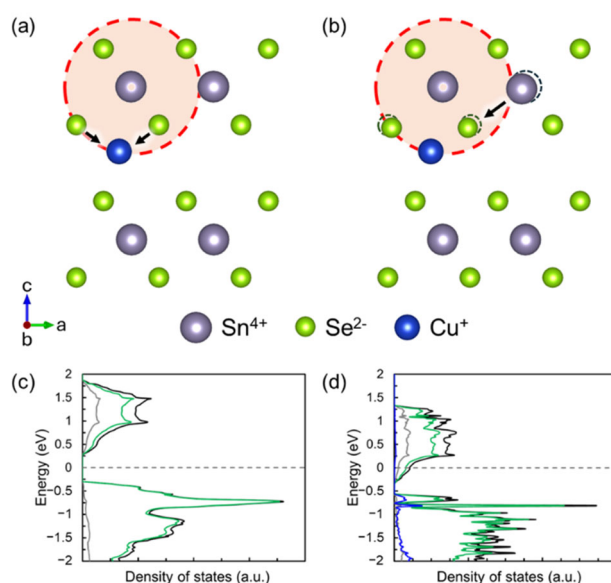 (a) (b)
c
b a
Sn4+ Se2- Cu+
(c) (d)
2 2
1.5 1.5
1 1
0.5 0.5
0 0
−0.5 −0.5
−1 −1
−1.5 −1.5
−2 −2
Energy (eV) Energy (eV)
Density of states (a.u.) Density of states (a.u.)